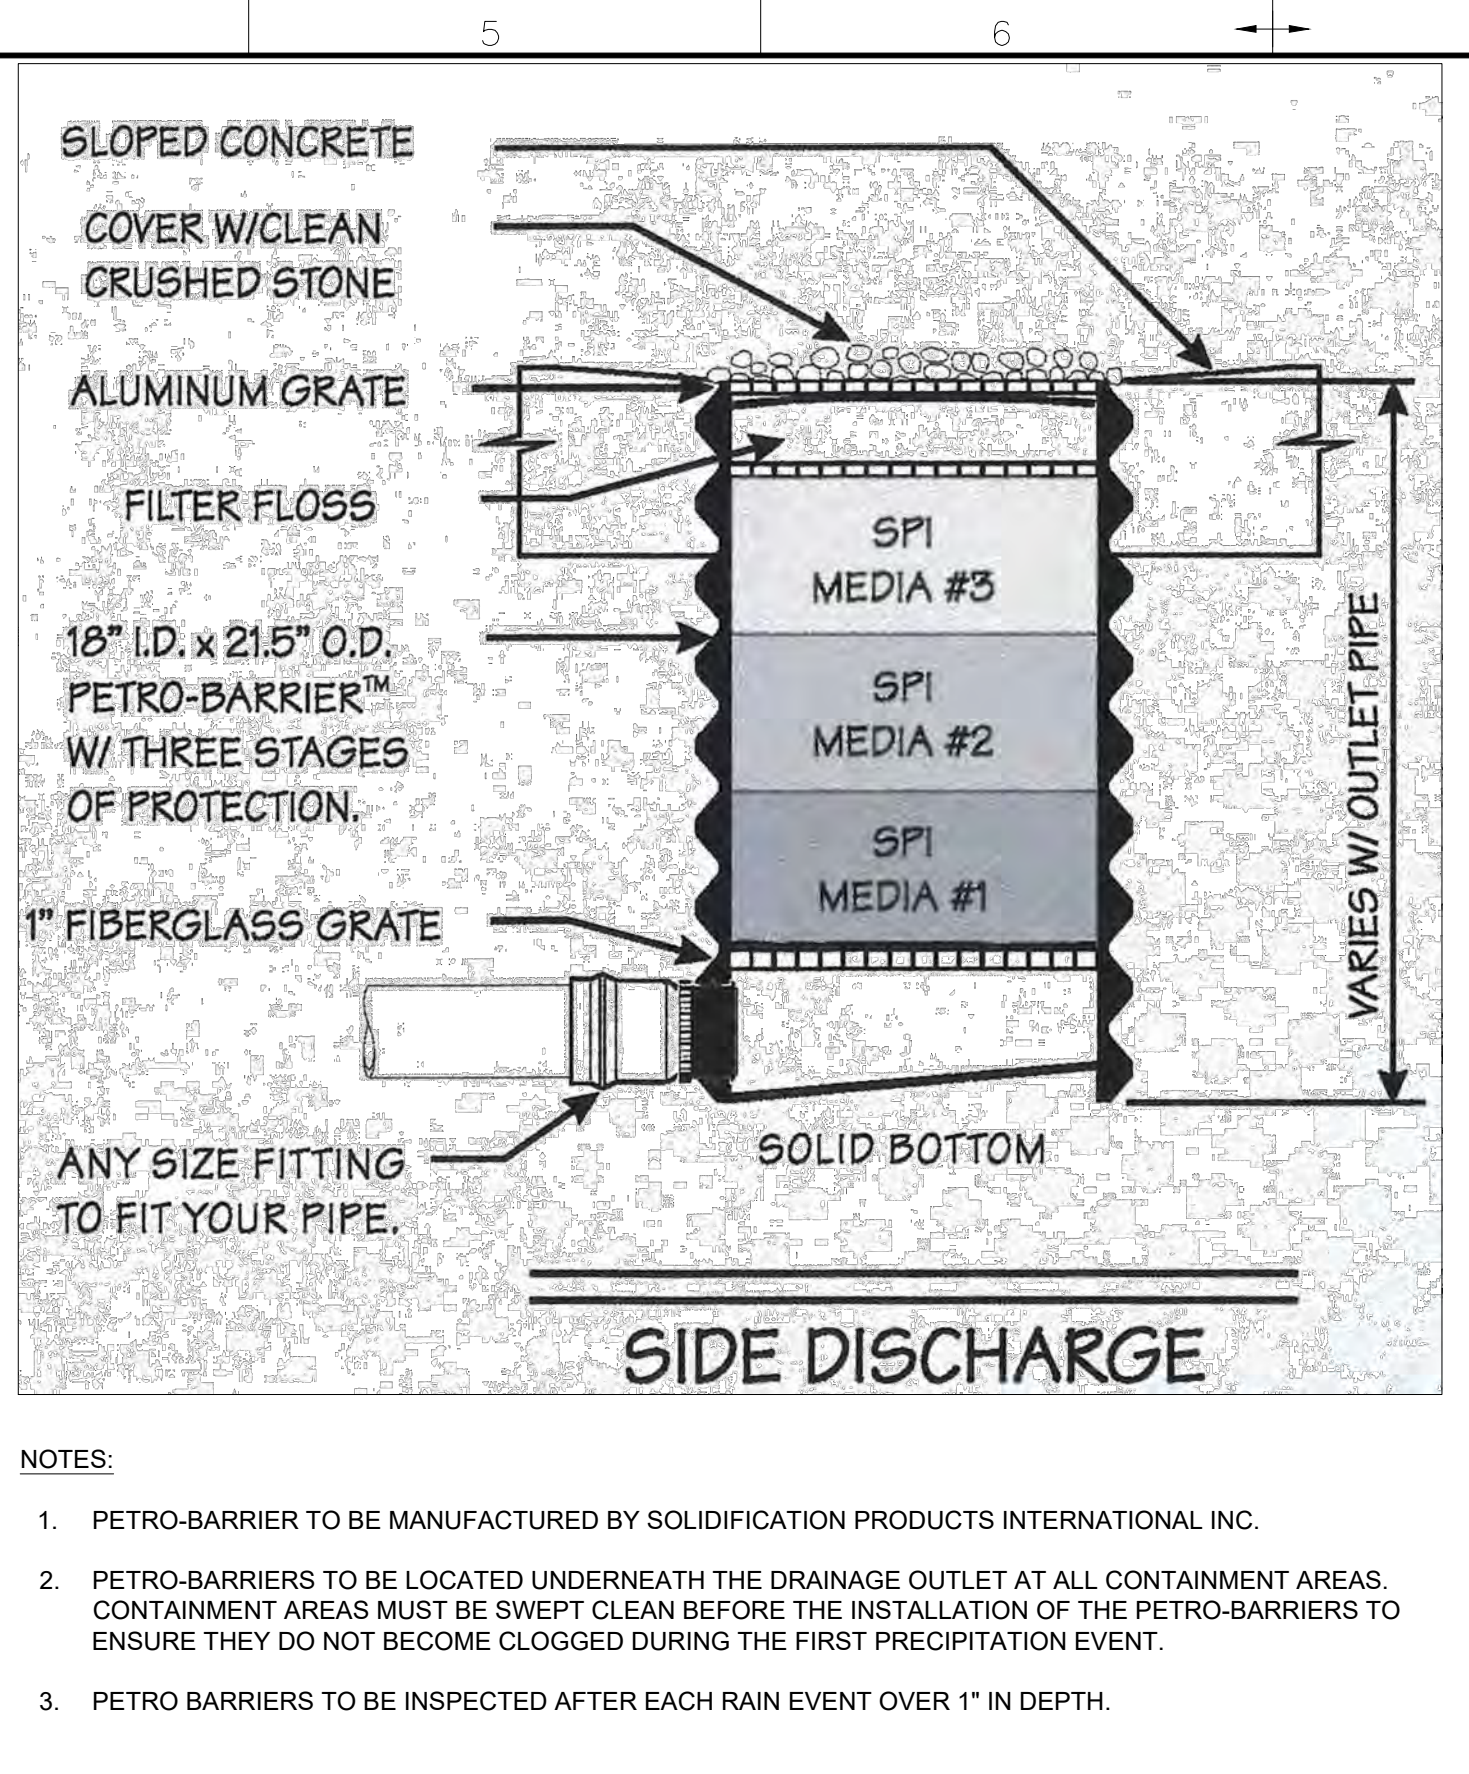 5
6
SLOPED CONCRETE
COVER W/CLEAN
CRUSHED STONE
ALUMINUM GRATE
FILTER FLOSS
18" I.D. x 21.5" O.D.
PETRO-BARRIER™
W/ THREE STAGES
OF PROTECTION.
1" FIBERGLASS GRATE
ANY SIZE FITTING
TO FIT YOUR PIPE.
SPI
MEDIA #3
SPI
MEDIA #2
SPI
MEDIA #1
VARIES W/ OUTLET PIPE
SOLID BOTTOM
SIDE DISCHARGE
NOTES:
1. PETRO-BARRIER TO BE MANUFACTURED BY SOLIDIFICATION PRODUCTS INTERNATIONAL INC.
2. PETRO-BARRIERS TO BE LOCATED UNDERNEATH THE DRAINAGE OUTLET AT ALL CONTAINMENT AREAS.
CONTAINMENT AREAS MUST BE SWEPT CLEAN BEFORE THE INSTALLATION OF THE PETRO-BARRIERS TO
ENSURE THEY DO NOT BECOME CLOGGED DURING THE FIRST PRECIPITATION EVENT.
3. PETRO BARRIERS TO BE INSPECTED AFTER EACH RAIN EVENT OVER 1" IN DEPTH.